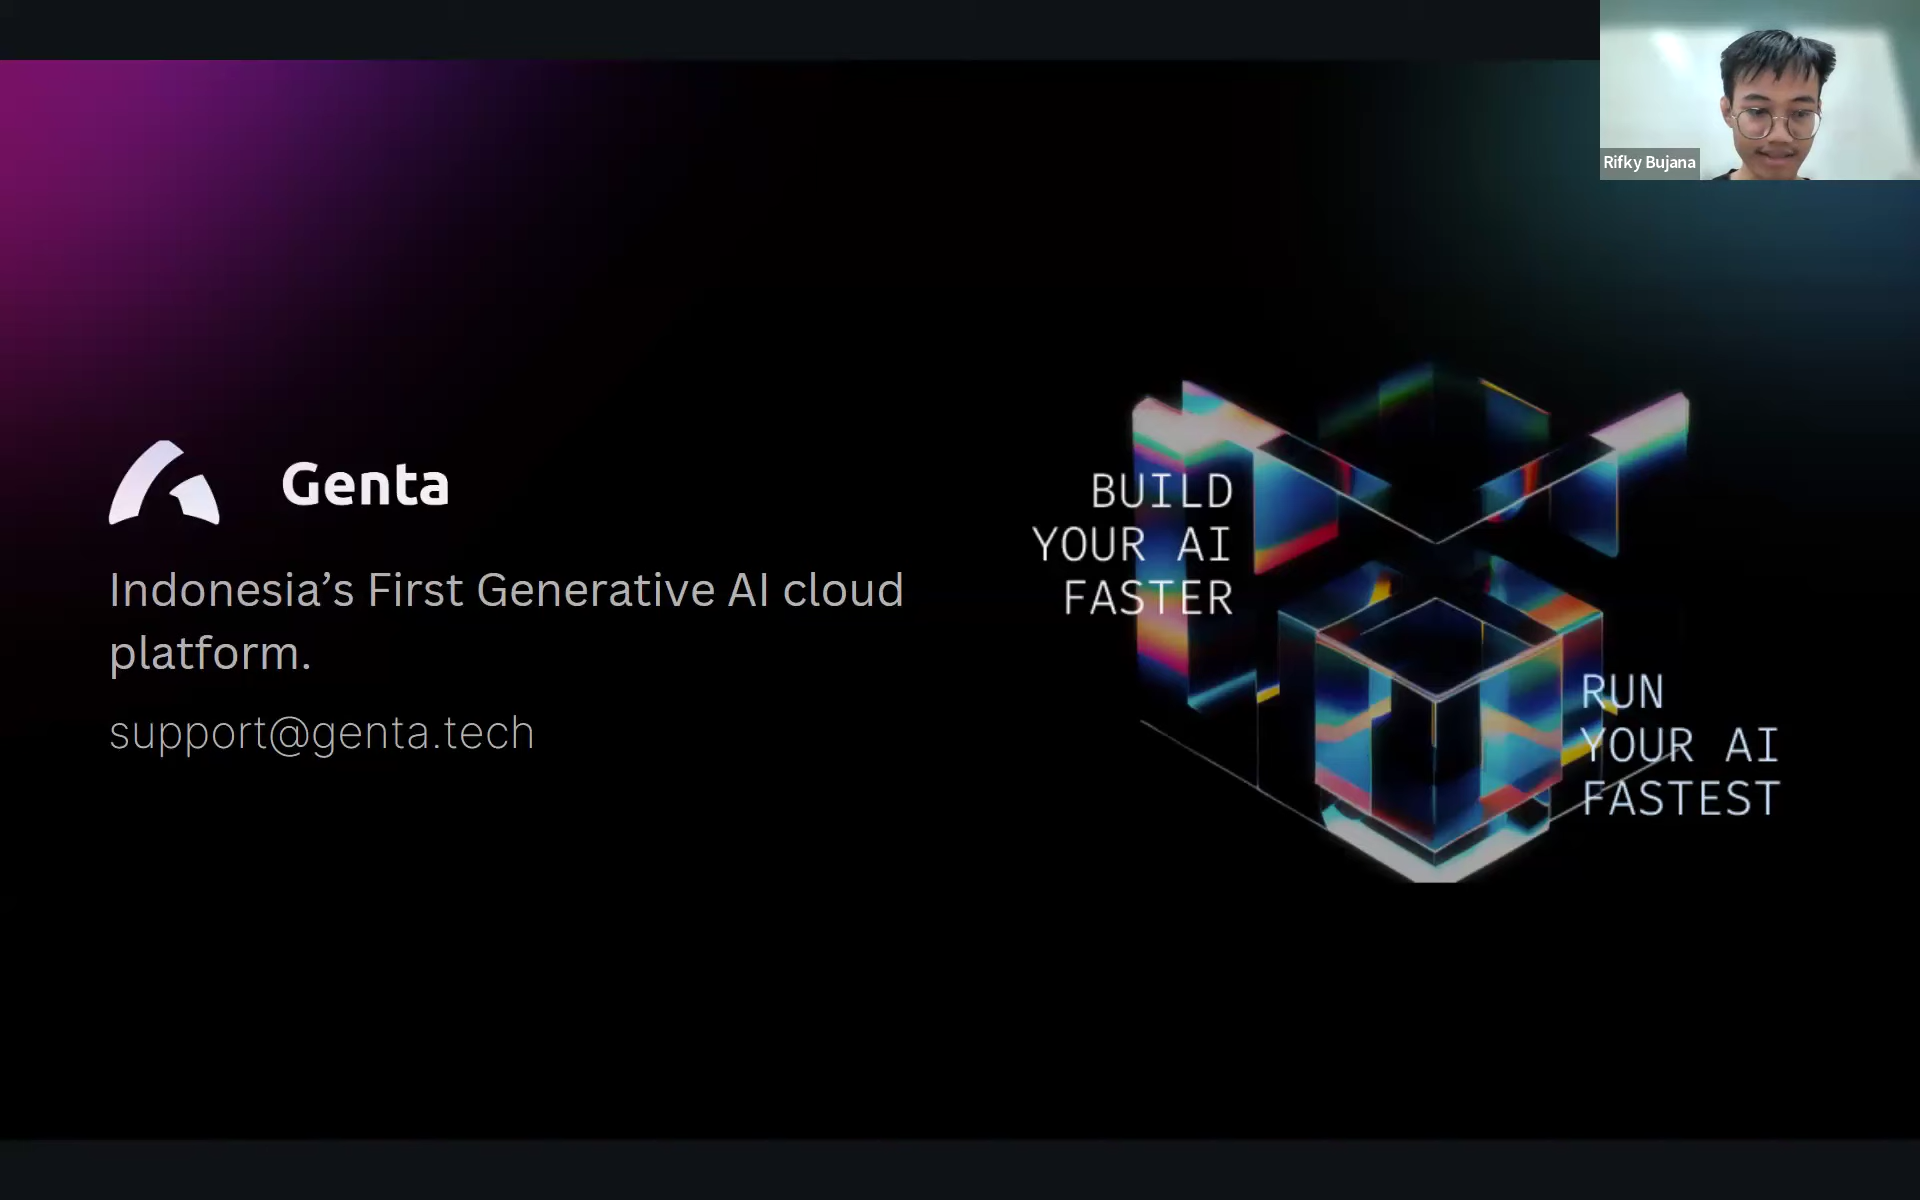 Rifky Bujana
Genta
Indonesia’s First Generative AI cloud
platform.
support@genta.tech
BUILD
YOUR AI
FASTER
RUN
YOUR AI
FASTEST